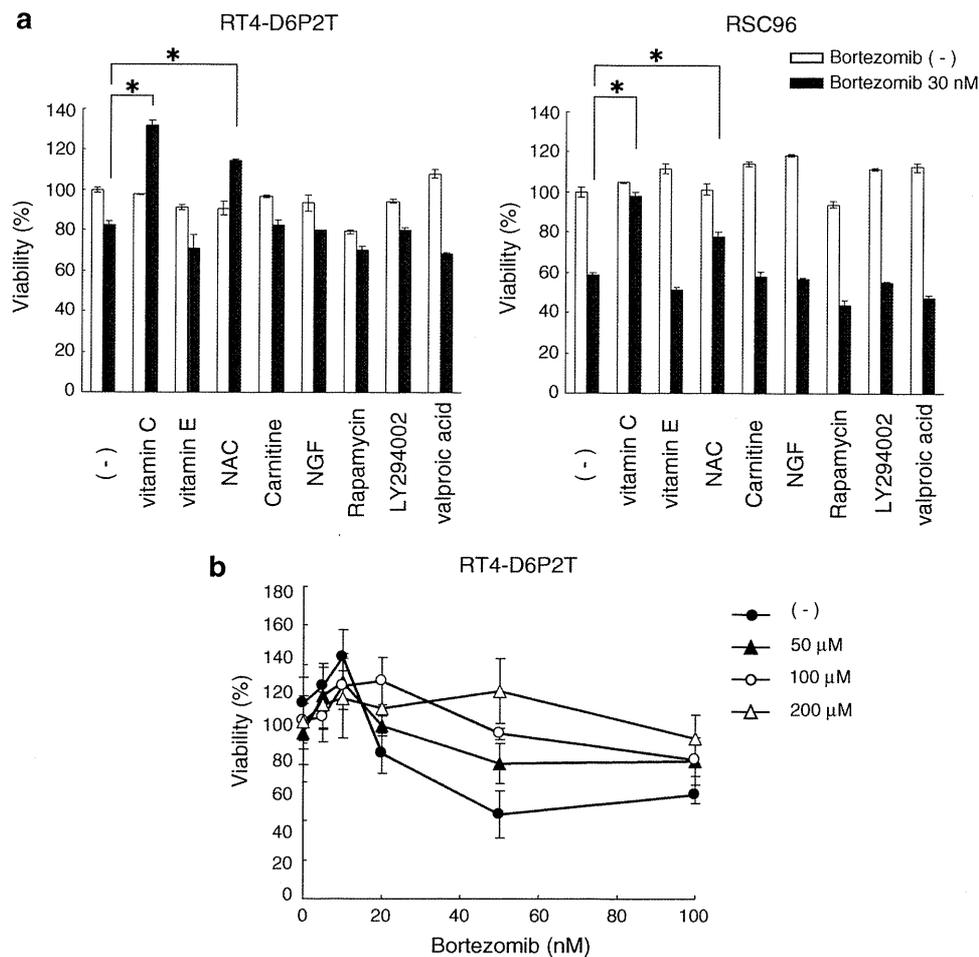 a
RT4-D6P2T
RSC96
Bortezomib ( - )
Bortezomib 30 nM
*
*
*
*
Viability (%)
140
120
100
80
60
40
20
0
( - )
vitamin C
vitamin E
NAC
Carnitine
NGF
Rapamycin
LY294002
valproic acid
Viability (%)
140
120
100
80
60
40
20
0
( - )
vitamin C
vitamin E
NAC
Carnitine
NGF
Rapamycin
LY294002
valproic acid
b
RT4-D6P2T
Viability (%)
180
160
140
120
100
80
60
40
20
0
0
20
40
60
80
100
Bortezomib (nM)
( - )
50 μM
100 μM
200 μM